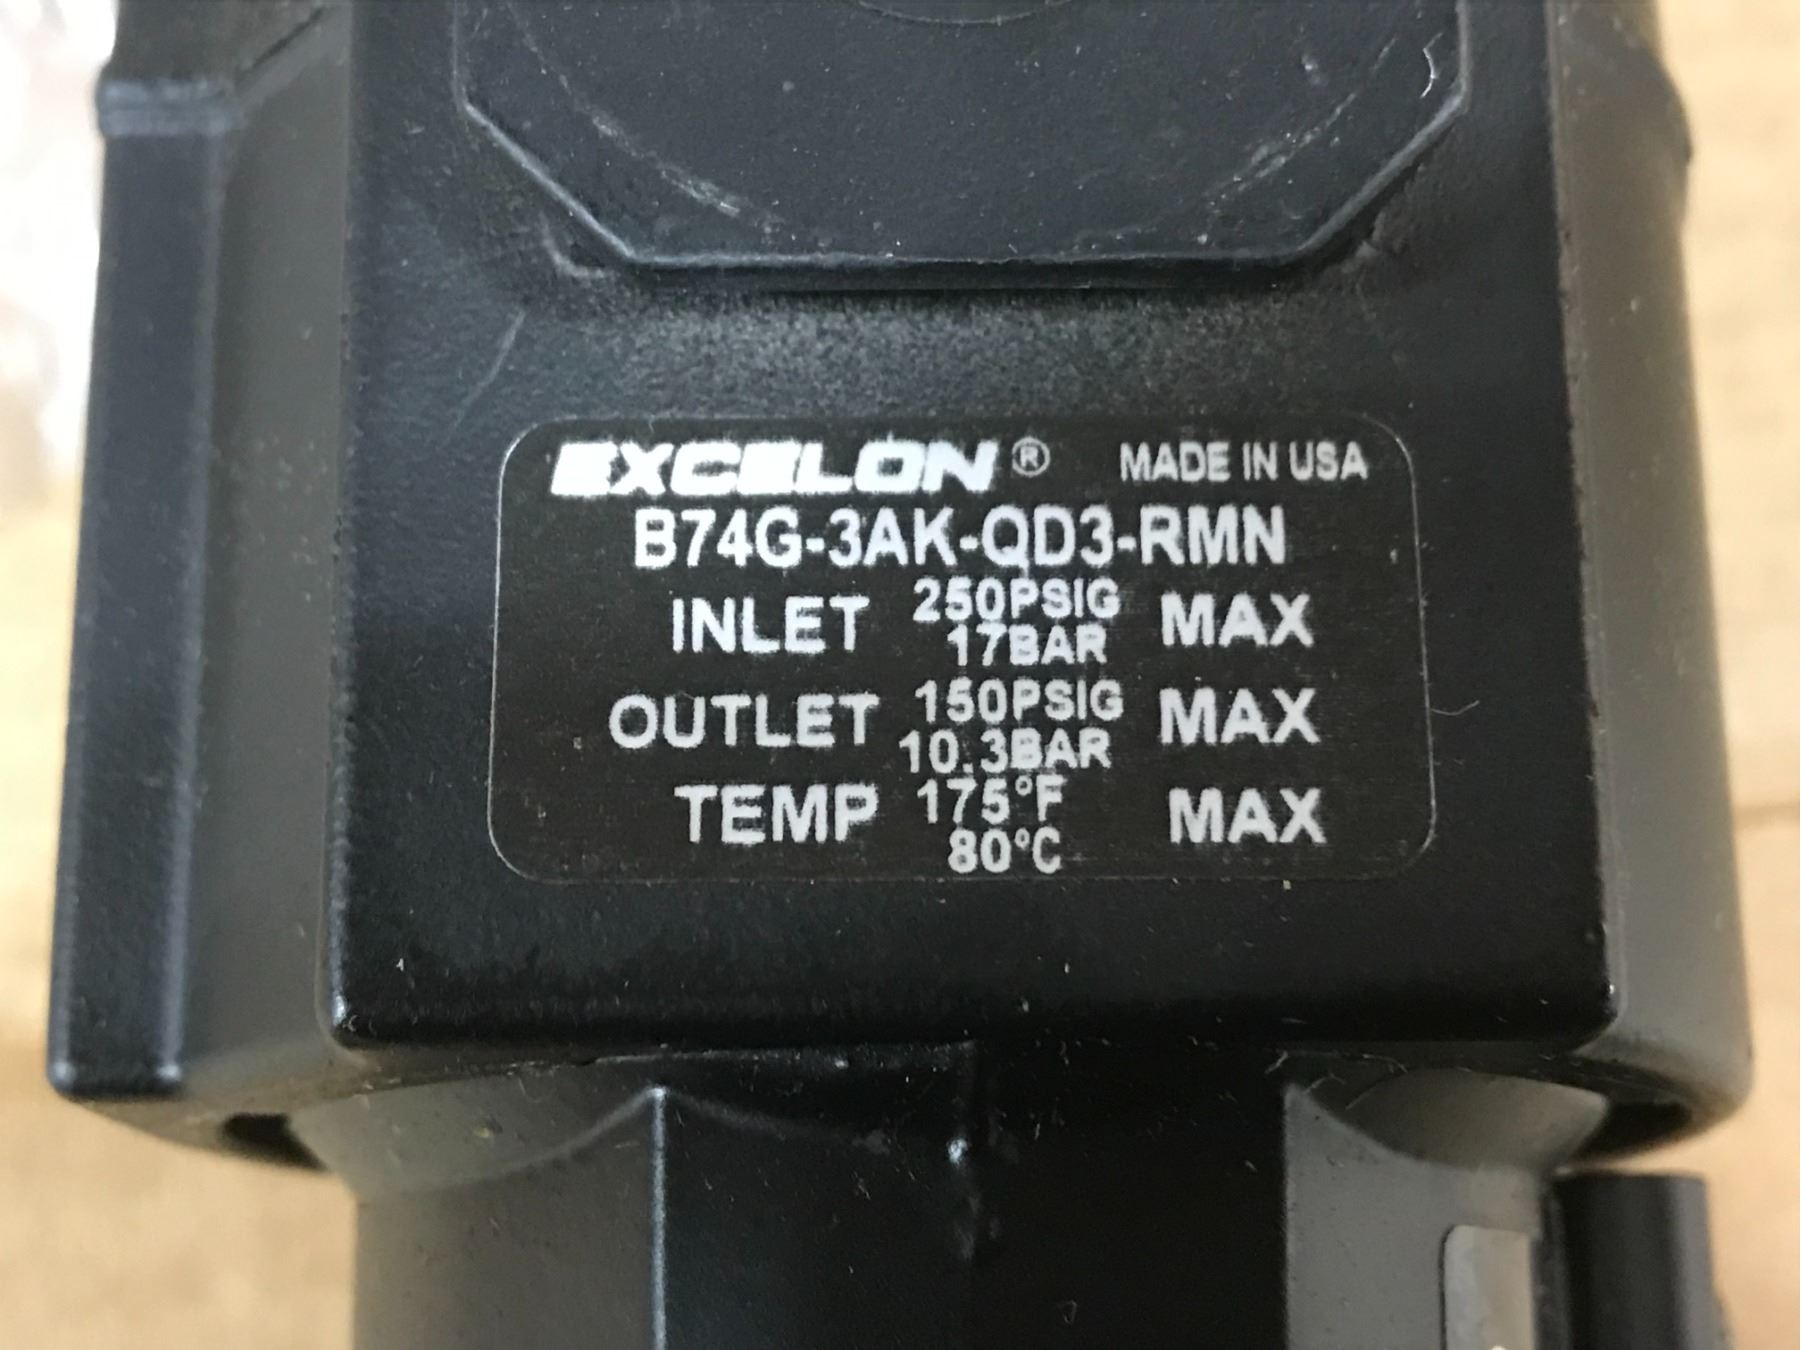 EXCELON® MADE IN USA
B74G-3AK-QD3-RMN
INLET 250PSIG MAX
17BAR
OUTLET 150PSIG MAX
10.3BAR
TEMP 175°F MAX
80°C